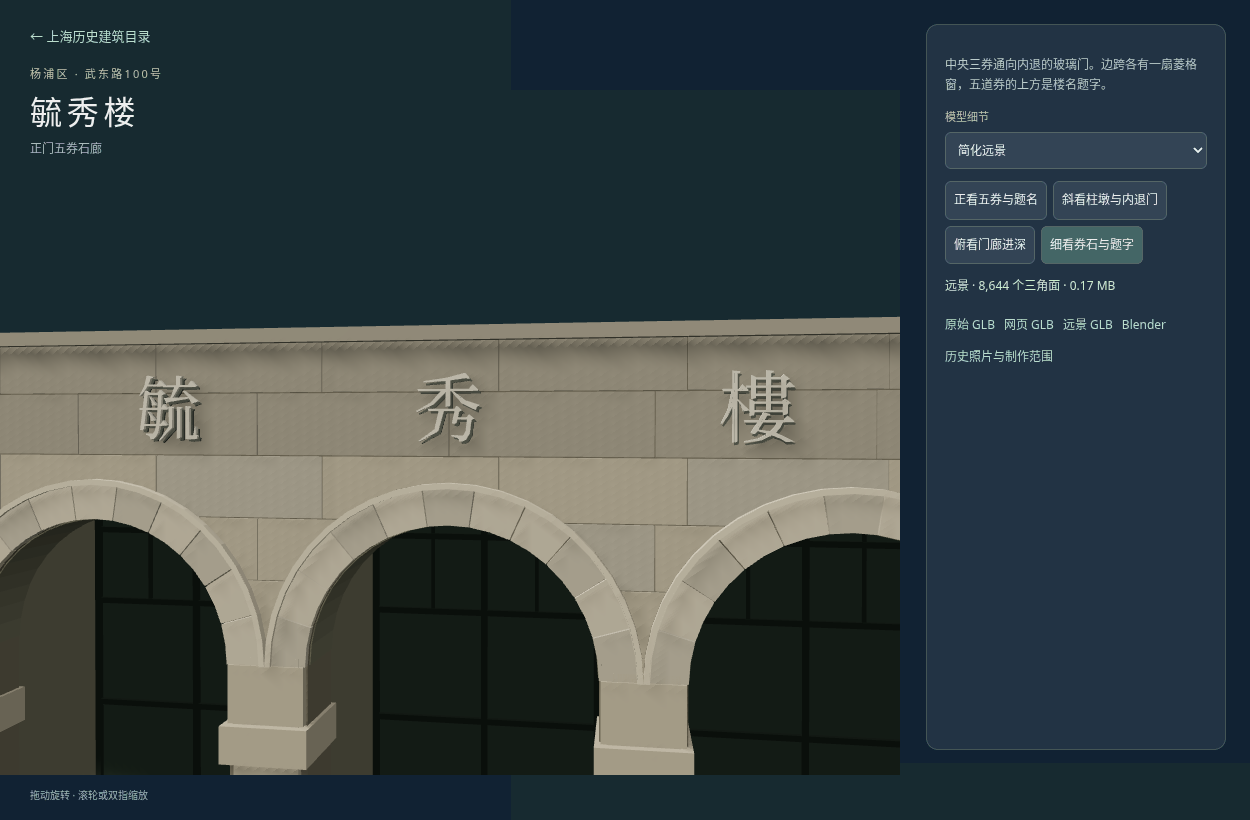 ← 上海历史建筑目录
杨浦区 · 武东路100号
毓秀楼
正门五券石廊
毓 秀 樓
拖动旋转 · 滚轮或双指缩放
中央三券通向内退的玻璃门。边跨各有一扇菱格
窗，五道券的上方是楼名题字。
模型细节
简化远景
正看五券与题名 斜看柱墩与内退门
俯看门廊进深 细看券石与题字
远景 · 8,644 个三角面 · 0.17 MB
原始 GLB 网页 GLB 远景 GLB Blender
历史照片与制作范围